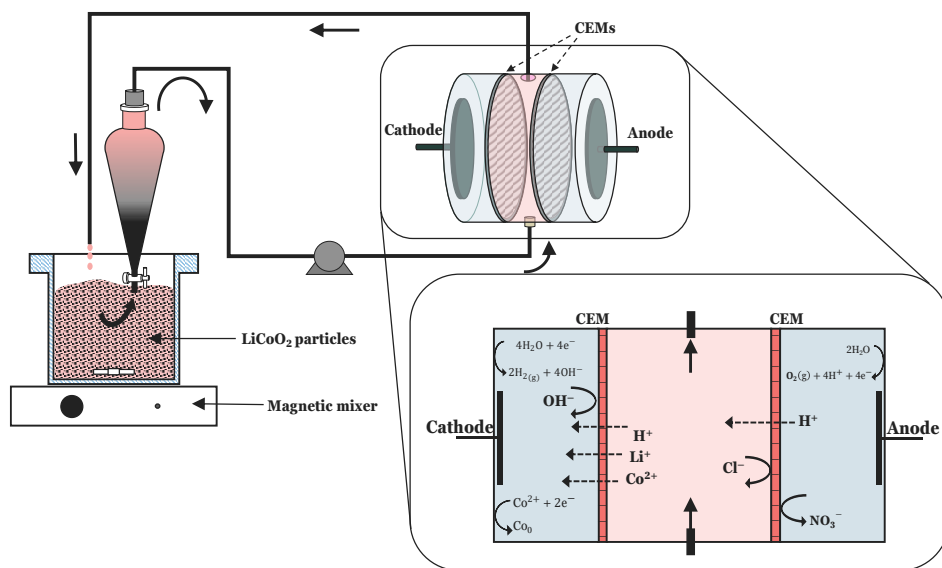 CEMs
Cathode
Anode
LiCoO₂ particles
Magnetic mixer
CEM
CEM
4H₂O + 4e⁻
2H₂₍g₎ + 4OH⁻
OH⁻
H⁺
Li⁺
Co²⁺
Cathode
Co²⁺ + 2e⁻
Co₀
2H₂O
O₂(g) + 4H⁺ + 4e⁻
H⁺
Cl⁻
Anode
NO₃⁻